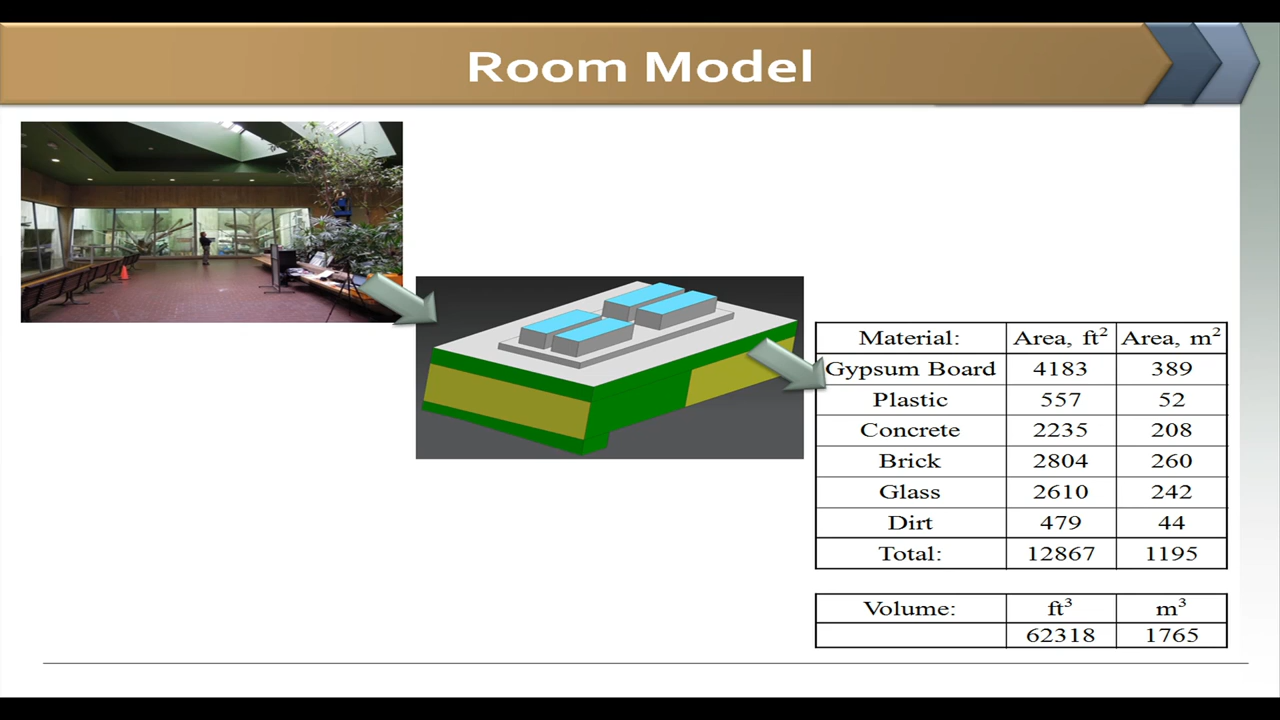 Room Model
Material: Area, ft² Area, m²
Gypsum Board 4183 389
Plastic 557 52
Concrete 2235 208
Brick 2804 260
Glass 2610 242
Dirt 479 44
Total: 12867 1195
Volume: ft³ m³
62318 1765